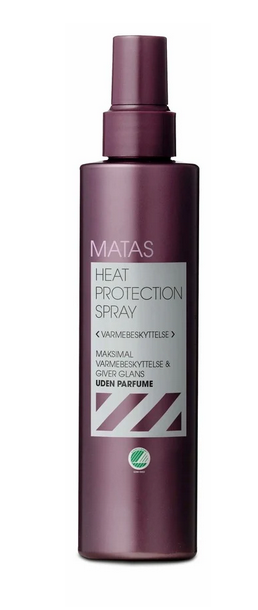 MATAS
HEAT
PROTECTION
SPRAY
< VARMEBESKYTTELSE >
MAKSIMAL
VARMEBESKYTTELSE &
GIVER GLANS
UDEN PARFUME